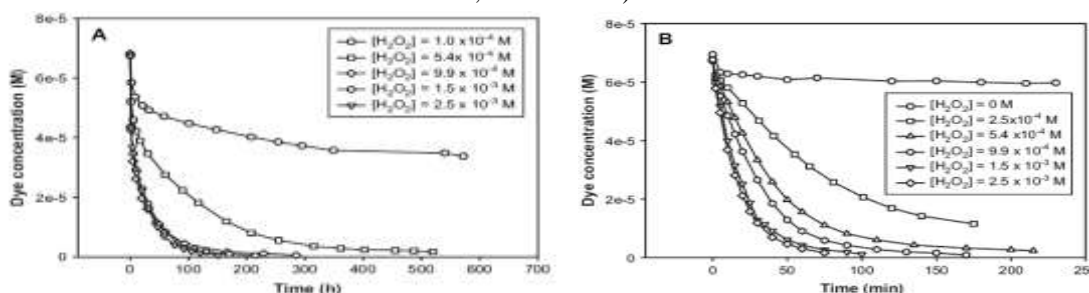 A
8e-5
6e-5
4e-5
2e-5
0
Dye concentration (M)
[H₂O₂] = 1.0 x10⁻⁴ M
[H₂O₂] = 5.4x 10⁻⁴ M
[H₂O₂] = 9.9 x10⁻⁴ M
[H₂O₂] = 1.5 x10⁻³ M
[H₂O₂] = 2.5 x10⁻³ M
0 100 200 300 400 500 600 700
Time (h)
B
8e-5
6e-5
4e-5
2e-5
0
Dye concentration (M)
[H₂O₂] = 0 M
[H₂O₂] = 2.5x10⁻⁴ M
[H₂O₂] = 5.4 x10⁻⁴ M
[H₂O₂] = 9.9 x 10⁻⁴ M
[H₂O₂] = 1.5 x 10⁻³ M
[H₂O₂] = 2.5 x 10⁻³ M
0 50 100 150 200
Time (min)